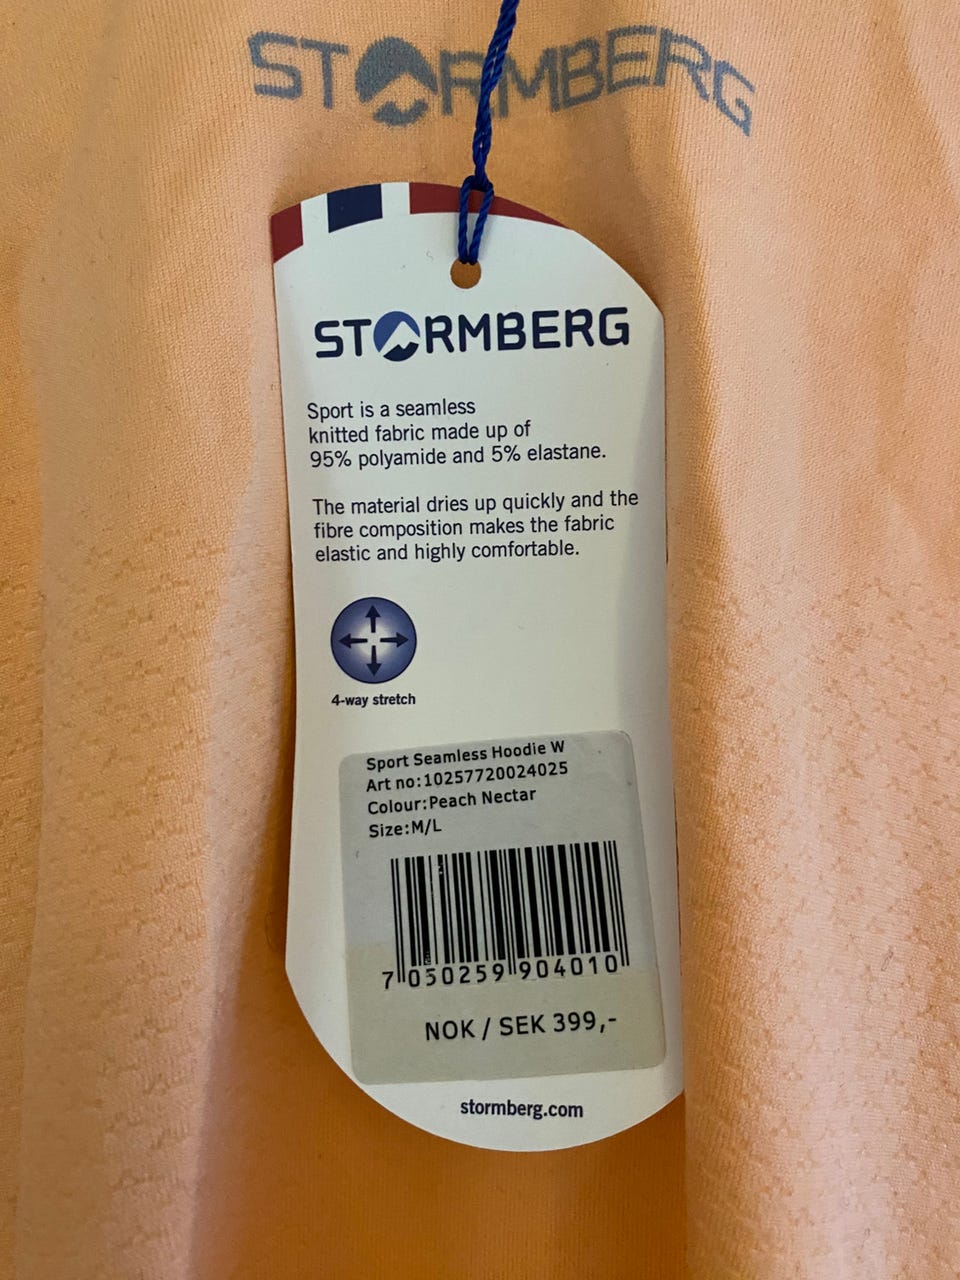 STORMBERG
STORMBERG
Sport is a seamless
knitted fabric made up of
95% polyamide and 5% elastane.
The material dries up quickly and the
fibre composition makes the fabric
elastic and highly comfortable.
4-way stretch
Sport Seamless Hoodie W
Art no:10257720024025
Colour:Peach Nectar
Size:M/L
7 050259 904010
NOK / SEK 399,-
stormberg.com